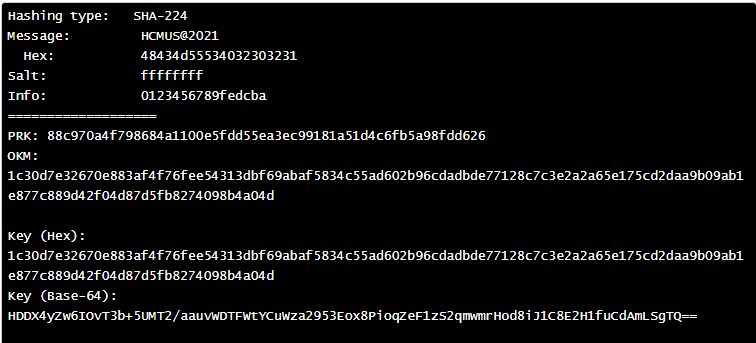 Hashing type: SHA-224
Message: HCMUS@2021
Hex: 48434d55534032303231
Salt: ffffffff
Info: 0123456789fedcba
===================
PRK: 88c970a4f798684a1100e5fdd55ea3ec99181a51d4c6fb5a98fdd626
OKM:
1c30d7e32670e883af4f76fee54313dbf69abaf5834c55ad602b96cdadbde77128c7c3e2a2a65e175cd2daa9b09ab1
e877c889d42f04d87d5fb8274098b4a04d
Key (Hex):
1c30d7e32670e883af4f76fee54313dbf69abaf5834c55ad602b96cdadbde77128c7c3e2a2a65e175cd2daa9b09ab1
e877c889d42f04d87d5fb8274098b4a04d
Key (Base-64):
HDDX4yZw6IOvT3b+5UMT2/aauvWDTFWtYCuWza2953Eox8PioqZeF1zS2qmwmrHod8iJ1C8E2H1fuCdAmLSgTQ==